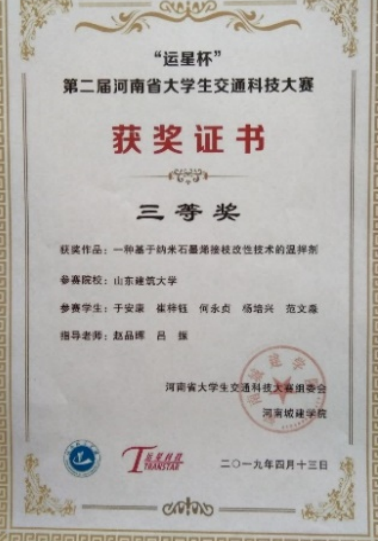 “运星杯”
第二届河南省大学生交通科技大赛
获奖证书
三等奖
获奖作品：一种基于纳米石墨烯接枝改性技术的温拌剂
参赛院校：山东建筑大学
参赛学生：于安康 崔梓钰 何永贞 杨培兴 范文淼
指导老师：赵品晖 吕振
河南省大学生交通科技大赛组委会
河南城建学院
TRANSTAR
二〇一九年四月十三日